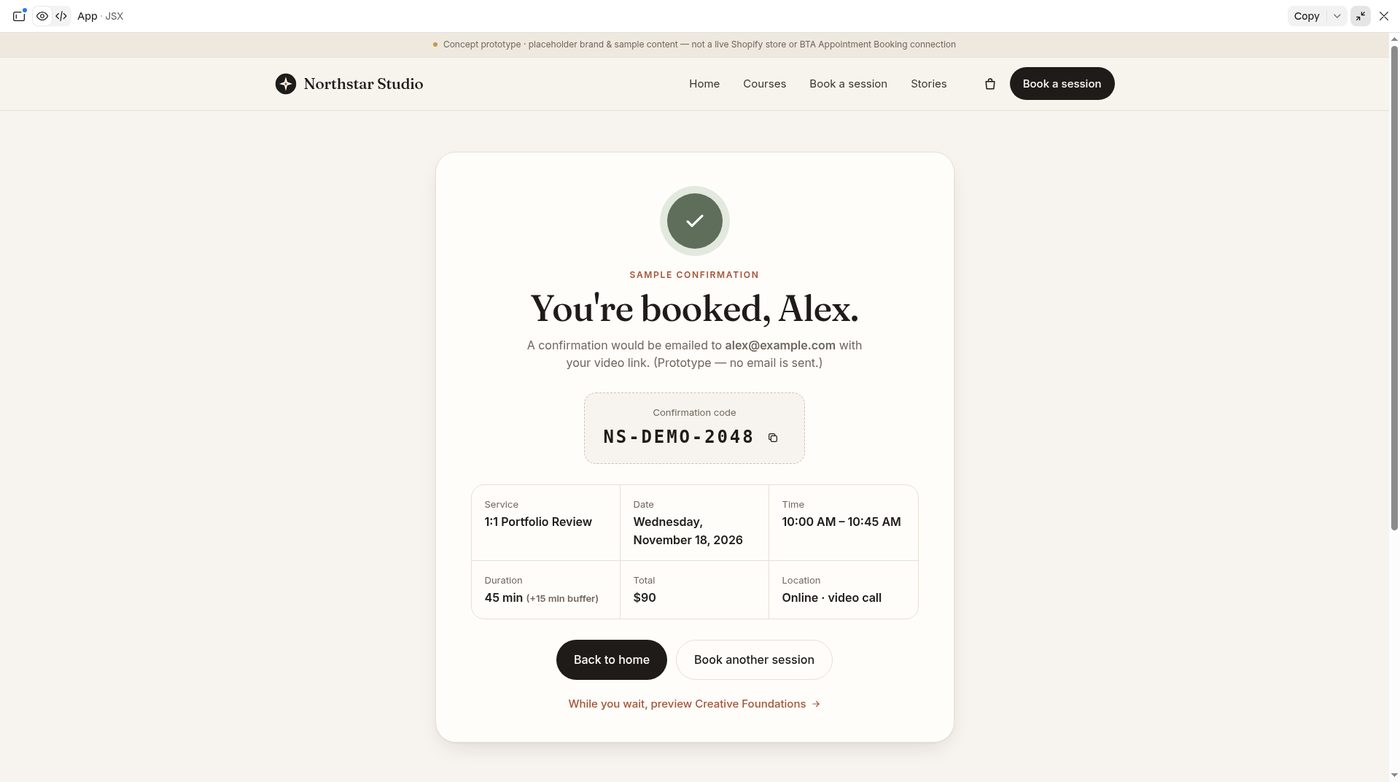 App · JSX
Copy
Concept prototype · placeholder brand & sample content — not a live Shopify store or BTA Appointment Booking connection
Northstar Studio
Home
Courses
Book a session
Stories
Book a session
SAMPLE CONFIRMATION
You're booked, Alex.
A confirmation would be emailed to alex@example.com with
your video link. (Prototype — no email is sent.)
Confirmation code
NS-DEMO-2048
Service
1:1 Portfolio Review
Date
Wednesday,
November 18, 2026
Time
10:00 AM – 10:45 AM
Duration
45 min (+15 min buffer)
Total
$90
Location
Online · video call
Back to home
Book another session
While you wait, preview Creative Foundations →